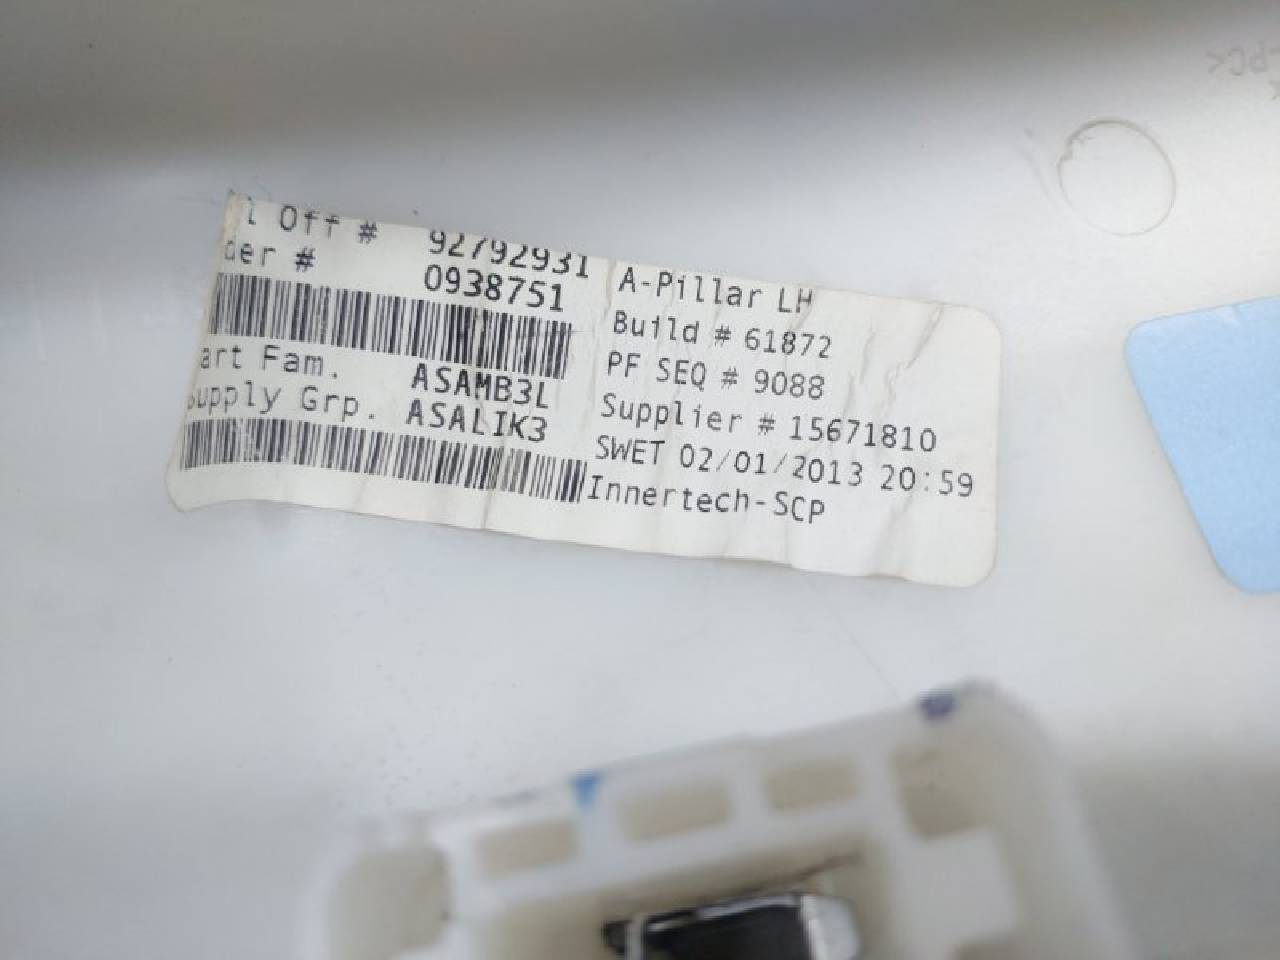 l Off # 92792931
der # 0938751
art Fam. ASAMB3L
upply Grp. ASALIK3
A-Pillar LH
Build # 61872
PF SEQ # 9088
Supplier # 15671810
SWET 02/01/2013 20:59
Innertech-SCP
PC<